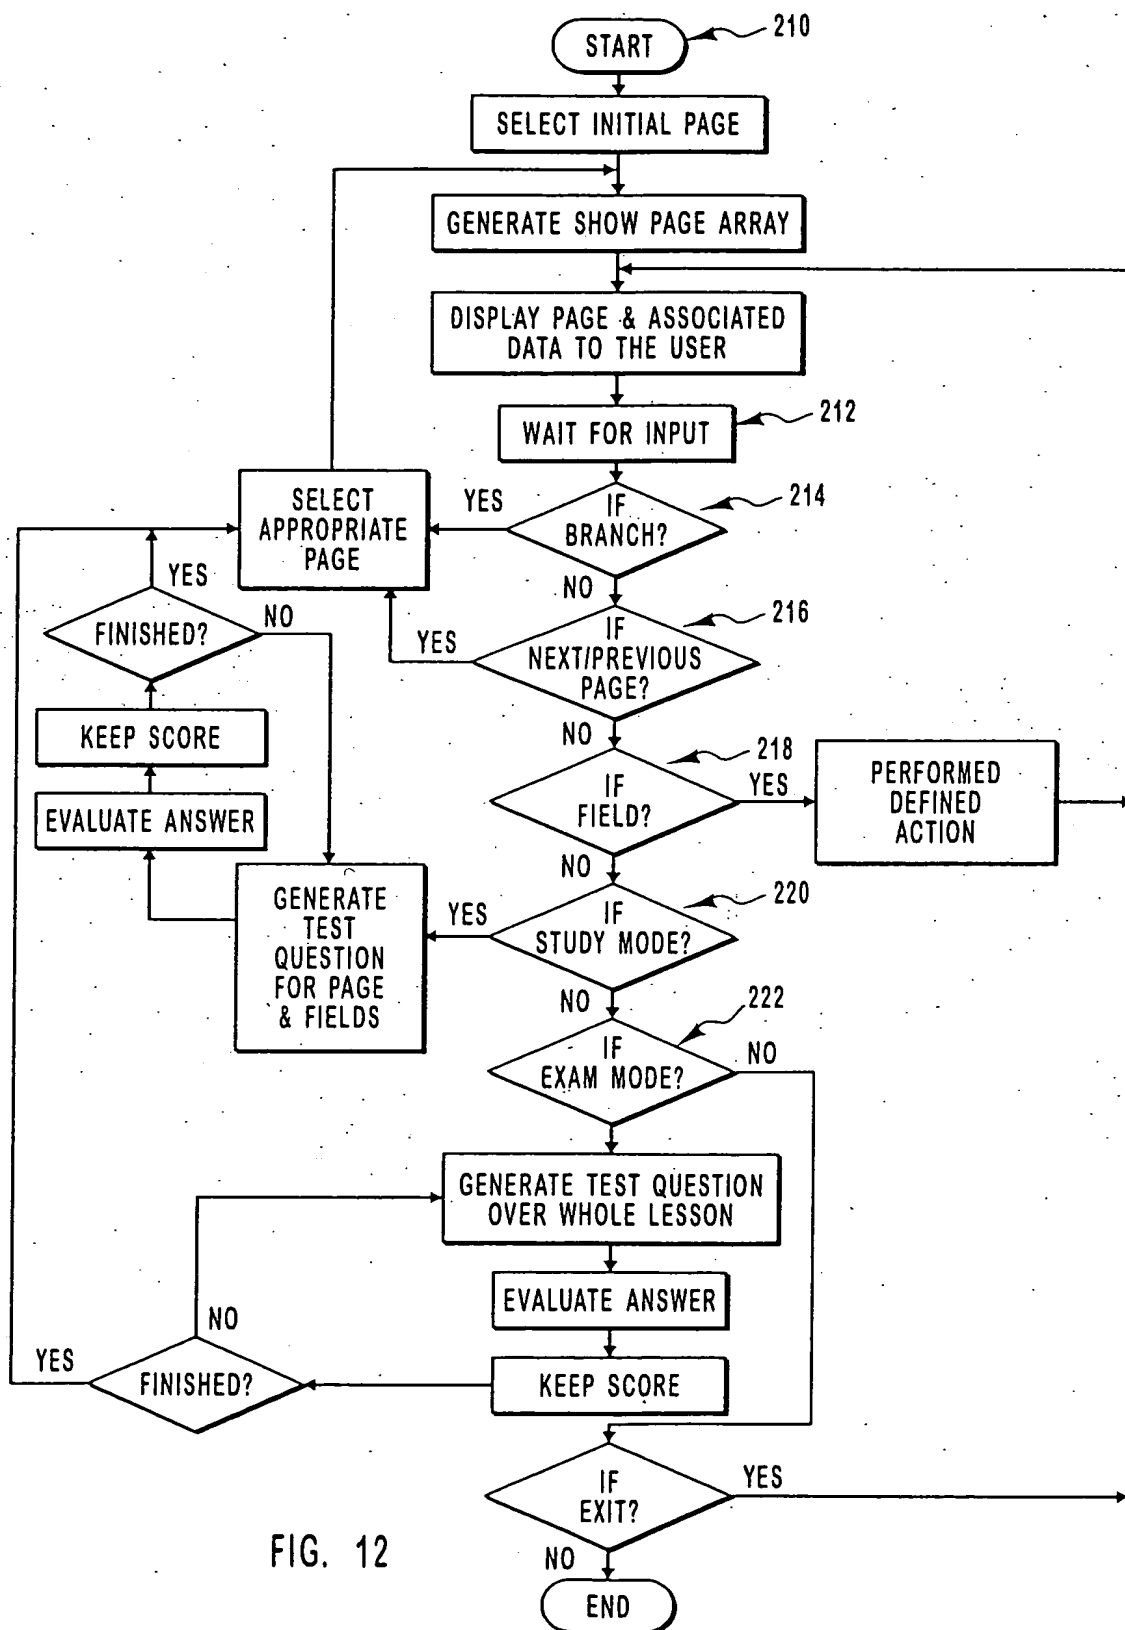 START
210
SELECT INITIAL PAGE
GENERATE SHOW PAGE ARRAY
DISPLAY PAGE & ASSOCIATED
DATA TO THE USER
WAIT FOR INPUT
212
SELECT
APPROPRIATE
PAGE
YES
IF
BRANCH?
214
NO
YES
FINISHED?
NO
YES
IF
NEXT/PREVIOUS
PAGE?
216
NO
KEEP SCORE
EVALUATE ANSWER
IF
FIELD?
218
YES
PERFORMED
DEFINED
ACTION
NO
GENERATE
TEST
QUESTION
FOR PAGE
& FIELDS
YES
IF
STUDY MODE?
220
NO
IF
EXAM MODE?
222
NO
GENERATE TEST QUESTION
OVER WHOLE LESSON
EVALUATE ANSWER
KEEP SCORE
NO
YES
FINISHED?
IF
EXIT?
YES
NO
END
FIG. 12